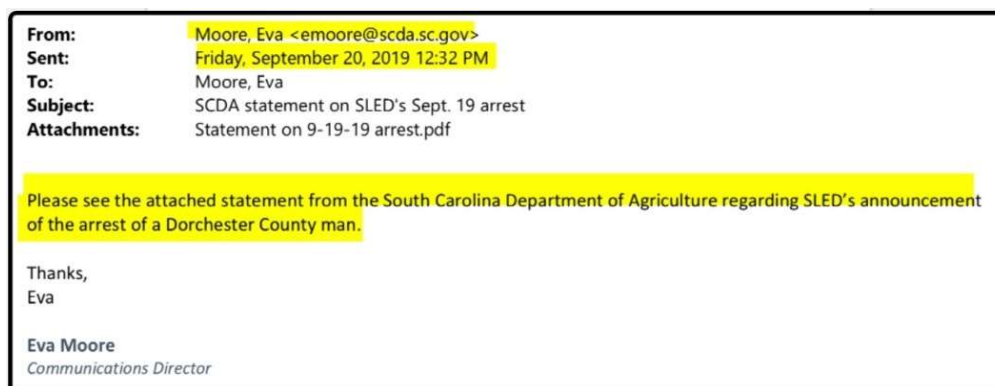 From: Moore, Eva <emoore@scda.sc.gov>
Sent: Friday, September 20, 2019 12:32 PM
To: Moore, Eva
Subject: SCDA statement on SLED's Sept. 19 arrest
Attachments: Statement on 9-19-19 arrest.pdf
Please see the attached statement from the South Carolina Department of Agriculture regarding SLED's announcement
of the arrest of a Dorchester County man.
Thanks,
Eva
Eva Moore
Communications Director